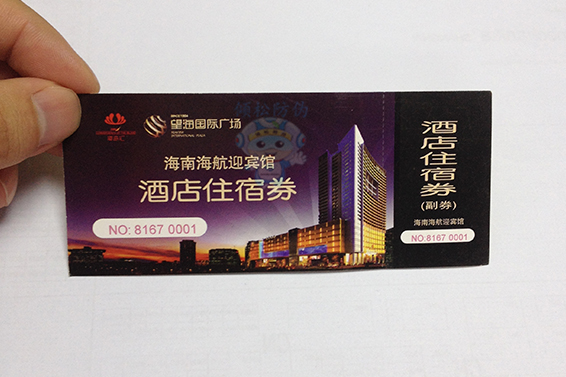 望海国际广场
海南海航迎宾馆
酒店住宿券
NO: 8167 0001
酒店住宿券
(副券)
海南海航迎宾馆
NO:8167 0001